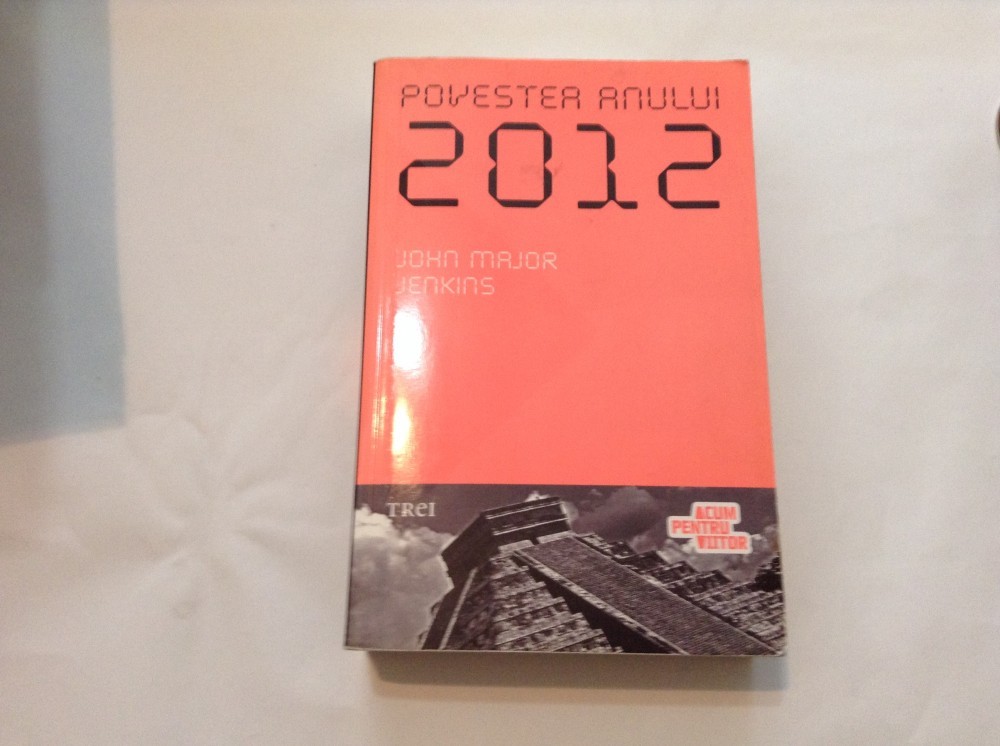 POVESTEA ANULUI
2012
JOHN MAJOR
JENKINS
TREI
ACUM
PENTRU
VIITOR